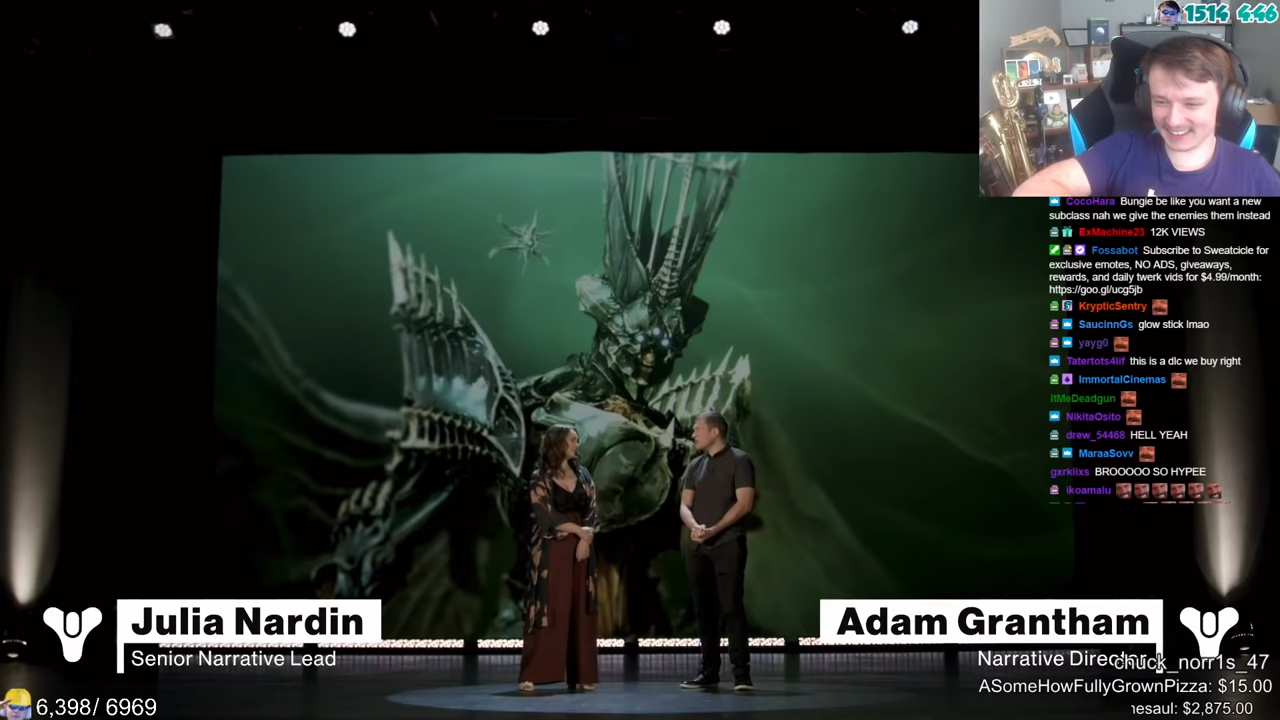 1514 4:46
CocoHara Bungie be like you want a new
subclass nah we give the enemies them instead
ExMachine23 12K VIEWS
Fossabot Subscribe to Sweatcicle for
exclusive emotes, NO ADS, giveaways,
rewards, and daily twerk vids for $4.99/month:
https://goo.gl/ucg5jb
KrypticSentry
SaucinnGs glow stick lmao
yayg0
Tatertots4lif this is a dlc we buy right
ImmortalCinemas
ItMeDeadgun
NikitaOsito
drew_54468 HELL YEAH
MaraaSovv
gxrklixs BROOOOO SO HYPEE
ikoamalu
Julia Nardin
Senior Narrative Lead
Adam Grantham
Narrative Director
chuck_norr1s_47
ASomeHowFullyGrownPizza: $15.00
nesaul: $2,875.00
6,398/ 6969